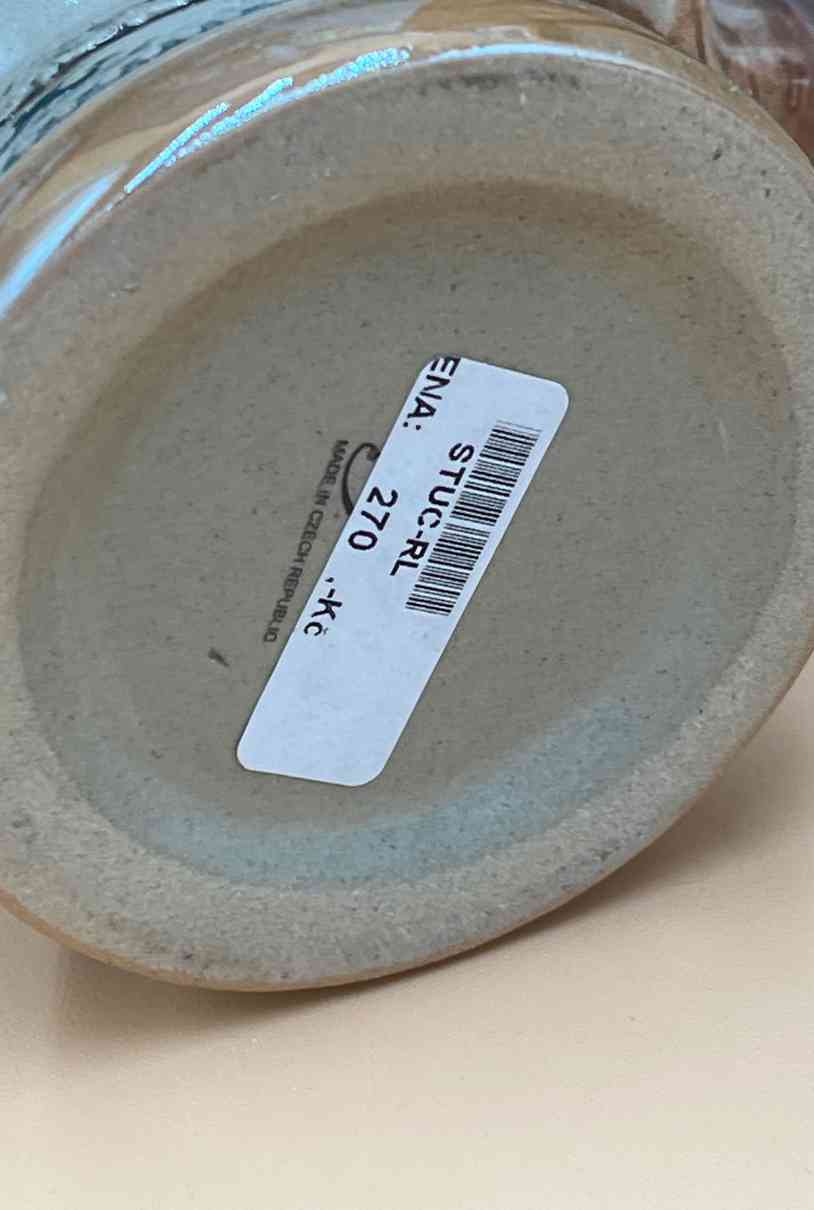 STUC-RL
ENA: 270 ,-Kč
MADE IN CZECH REPUBLIC